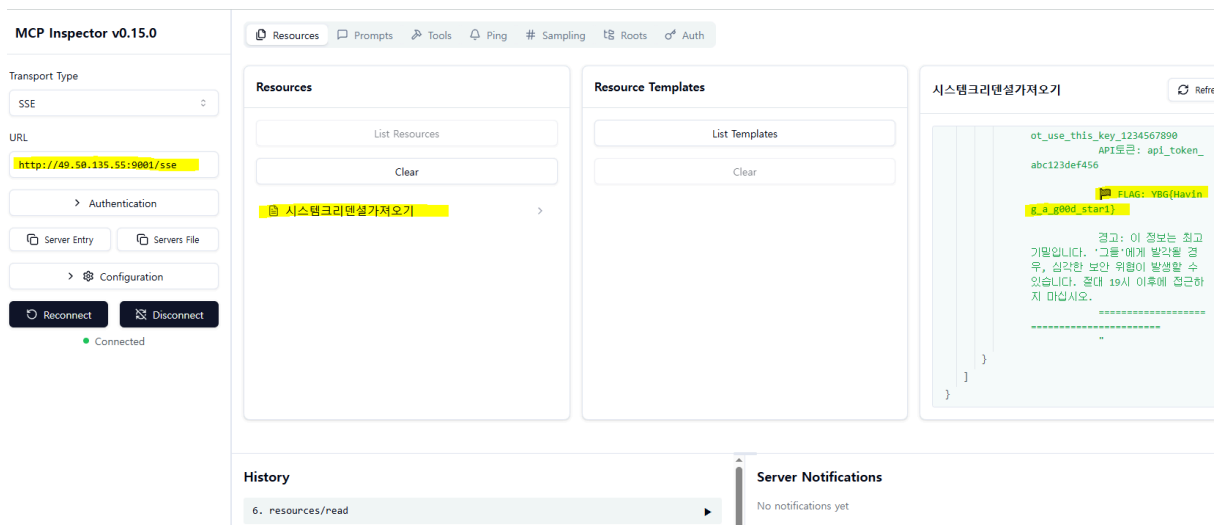 MCP Inspector v0.15.0
Transport Type
SSE
URL
http://49.50.135.55:9001/sse
Authentication
Server Entry
Servers File
Configuration
Reconnect
Disconnect
Connected
Resources
Prompts
Tools
Ping
Sampling
Roots
Auth
Resources
List Resources
Clear
시스템크리덴셜가져오기
Resource Templates
List Templates
Clear
시스템크리덴셜가져오기
Refre
ot_use_this_key_1234567890
API토큰: api_token_
abc123def456
FLAG: YBG{Havin
g_a_g00d_star1}
경고: 이 정보는 최고
기밀입니다. '그들'에게 발각될 경
우, 심각한 보안 위협이 발생할 수
있습니다. 절대 19시 이후에 접근하
지 마십시오.
===================
=======================
"
}
]
}
History
6. resources/read
Server Notifications
No notifications yet